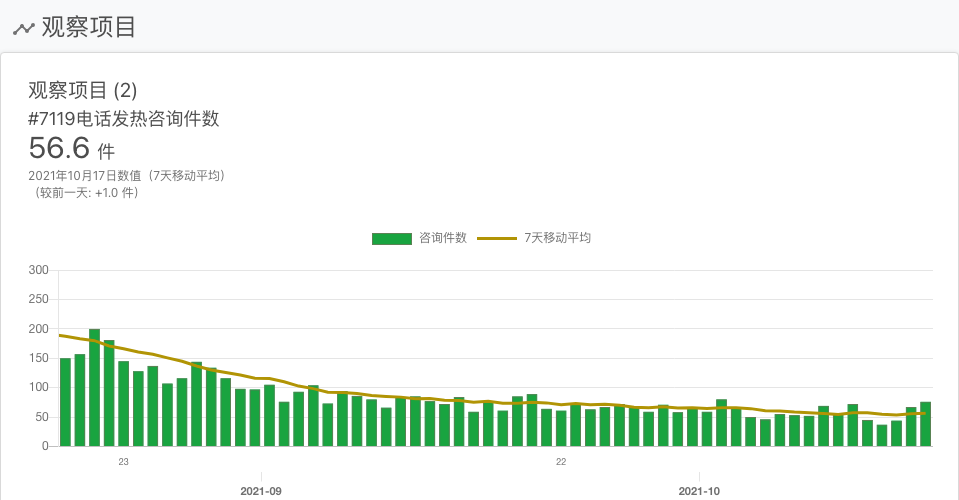 观察项目
观察项目 (2)
#7119电话发热咨询件数
56.6 件
2021年10月17日数值（7天移动平均）
（较前一天: +1.0 件）
咨询件数 7天移动平均
300
250
200
150
100
50
0
23 22
2021-09 2021-10